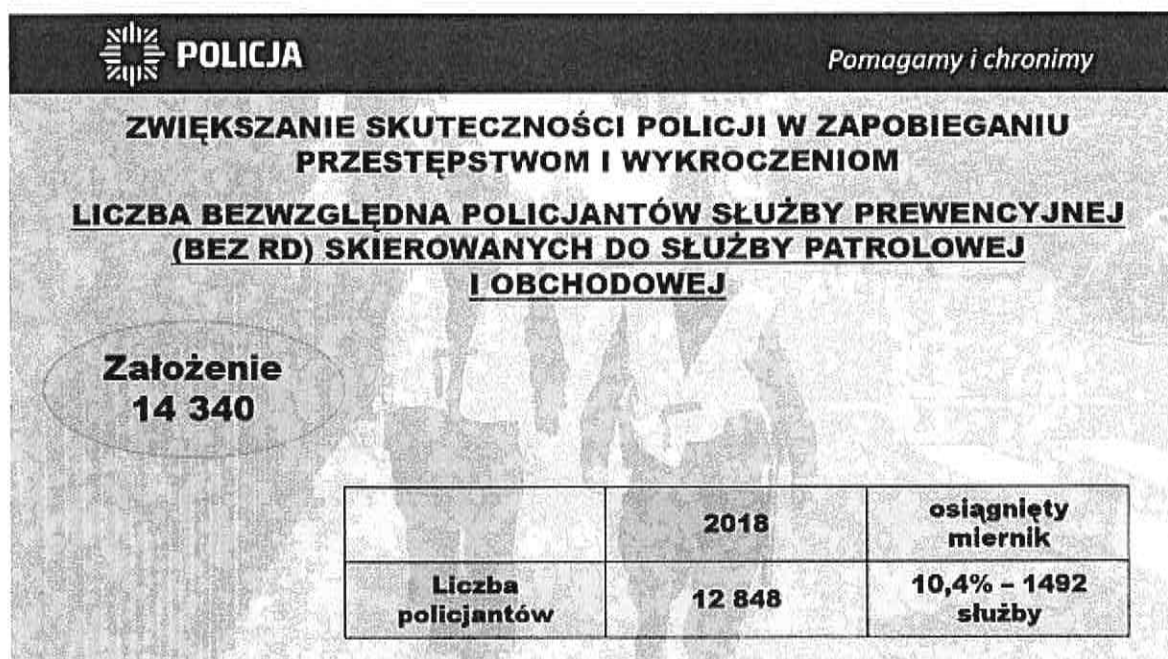 POLICJA
Pomagamy i chronimy
ZWIĘKSZANIE SKUTECZNOŚCI POLICJI W ZAPOBIEGANIU
PRZESTĘPSTWOM I WYKROCZENIOM
LICZBA BEZWZGLĘDNA POLICJANTÓW SŁUŻBY PREWENCYJNEJ
(BEZ RD) SKIEROWANYCH DO SŁUŻBY PATROLOWEJ
I OBCHODOWEJ
Założenie
14 340
2018
osiągnięty
miernik
Liczba
policjantów
12 848
10,4% – 1492
służby